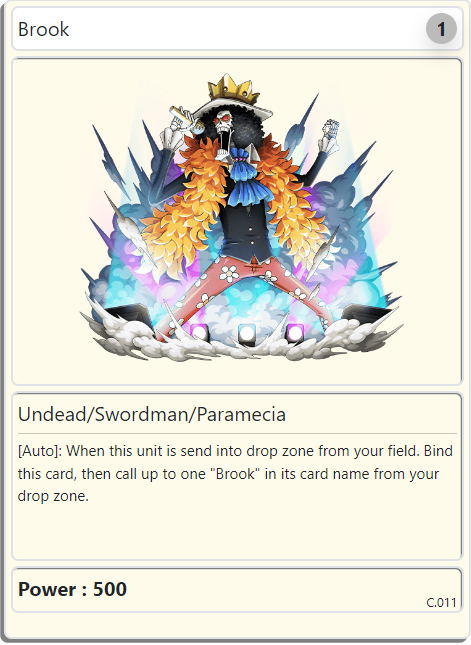 Brook
1
Undead/Swordman/Paramecia
[Auto]: When this unit is send into drop zone from your field. Bind
this card, then call up to one "Brook" in its card name from your
drop zone.
Power : 500
C.011